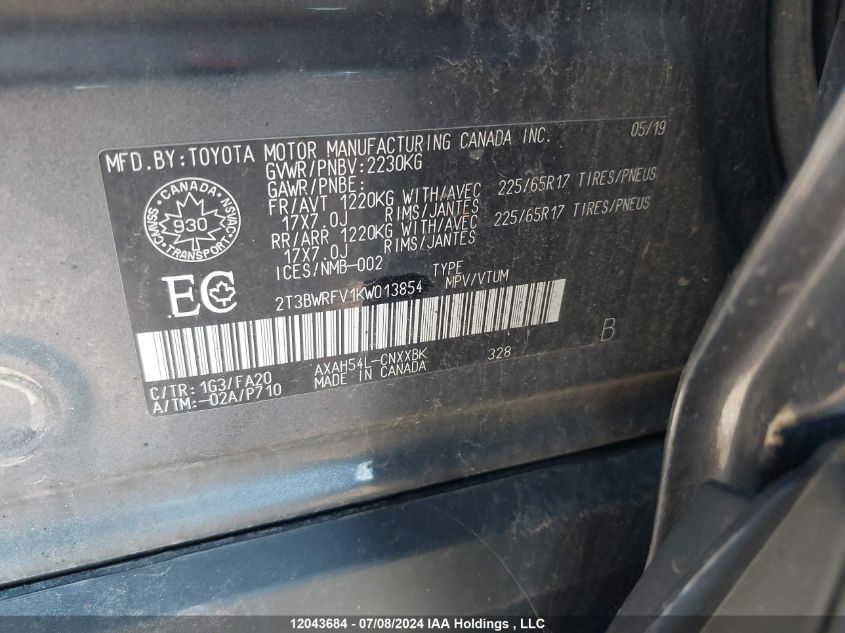 MFD.BY:TOYOTA MOTOR MANUFACTURING CANADA INC. 05/19
GVWR/PNBV:2230KG
GAWR/PNBE:
FR/AVT 1220KG WITH/AVEC 225/65R17 TIRES/PNEUS
17X7.0J RIMS/JANTES
RR/ARR 1220KG WITH/AVEC 225/65R17 TIRES/PNEUS
17X7.0J RIMS/JANTES
ICES/NMB-002 TYPE
2T3BWRFV1KW013854 MPV/VTUM
CANADA
CMVSS NSVAC
930
TRANSPORT
EC
B
C/TR: 1G3/FA20 AXAH54L-CNXXBK 328
A/TM:-02A/P710 MADE IN CANADA
12043684 - 07/08/2024 IAA Holdings , LLC